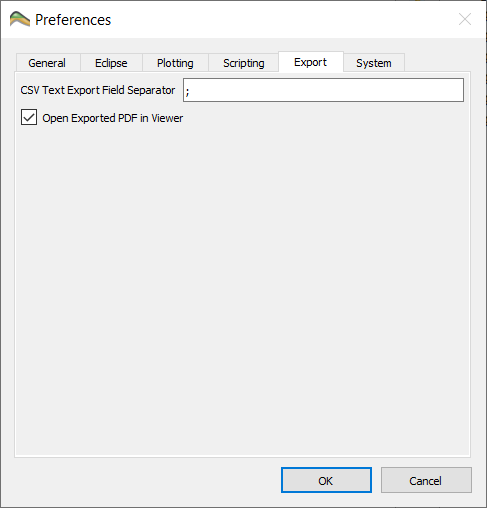 Preferences
General Eclipse Plotting Scripting Export System
CSV Text Export Field Separator ;
Open Exported PDF in Viewer
OK Cancel